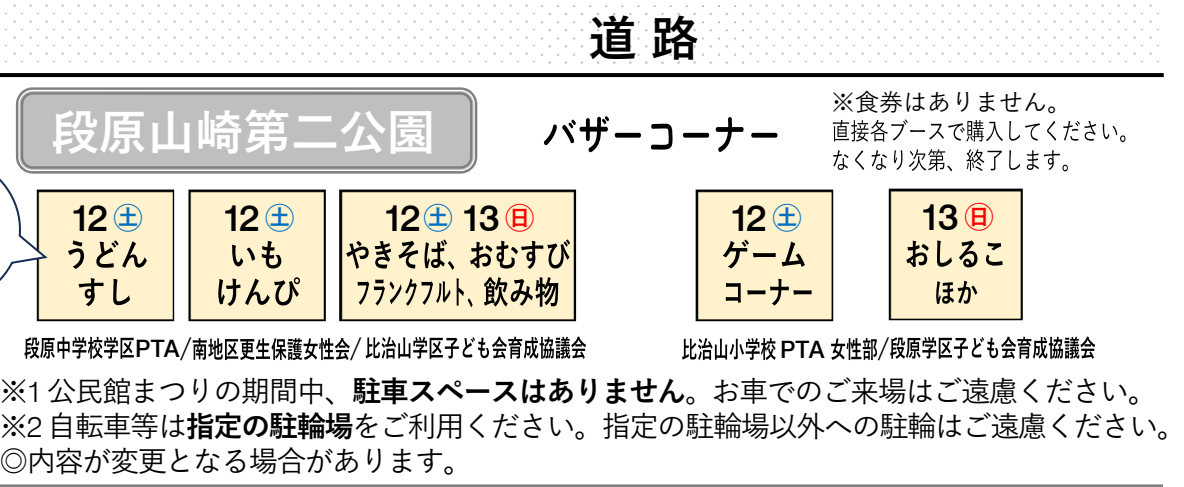 道路
段原山崎第二公園
バザーコーナー
※食券はありません。
直接各ブースで購入してください。
なくなり次第、終了します。
12㊏
うどん
すし
12㊏
いも
けんぴ
12㊏ 13㊐
やきそば、おむすび
フランクフルト、飲み物
12㊏
ゲーム
コーナー
13㊐
おしるこ
ほか
段原中学校学区PTA/南地区更生保護女性会/比治山学区子ども会育成協議会
比治山小学校 PTA 女性部/段原学区子ども会育成協議会
※1 公民館まつりの期間中、駐車スペースはありません。お車でのご来場はご遠慮ください。
※2 自転車等は指定の駐輪場をご利用ください。指定の駐輪場以外への駐輪はご遠慮ください。
◎内容が変更となる場合があります。